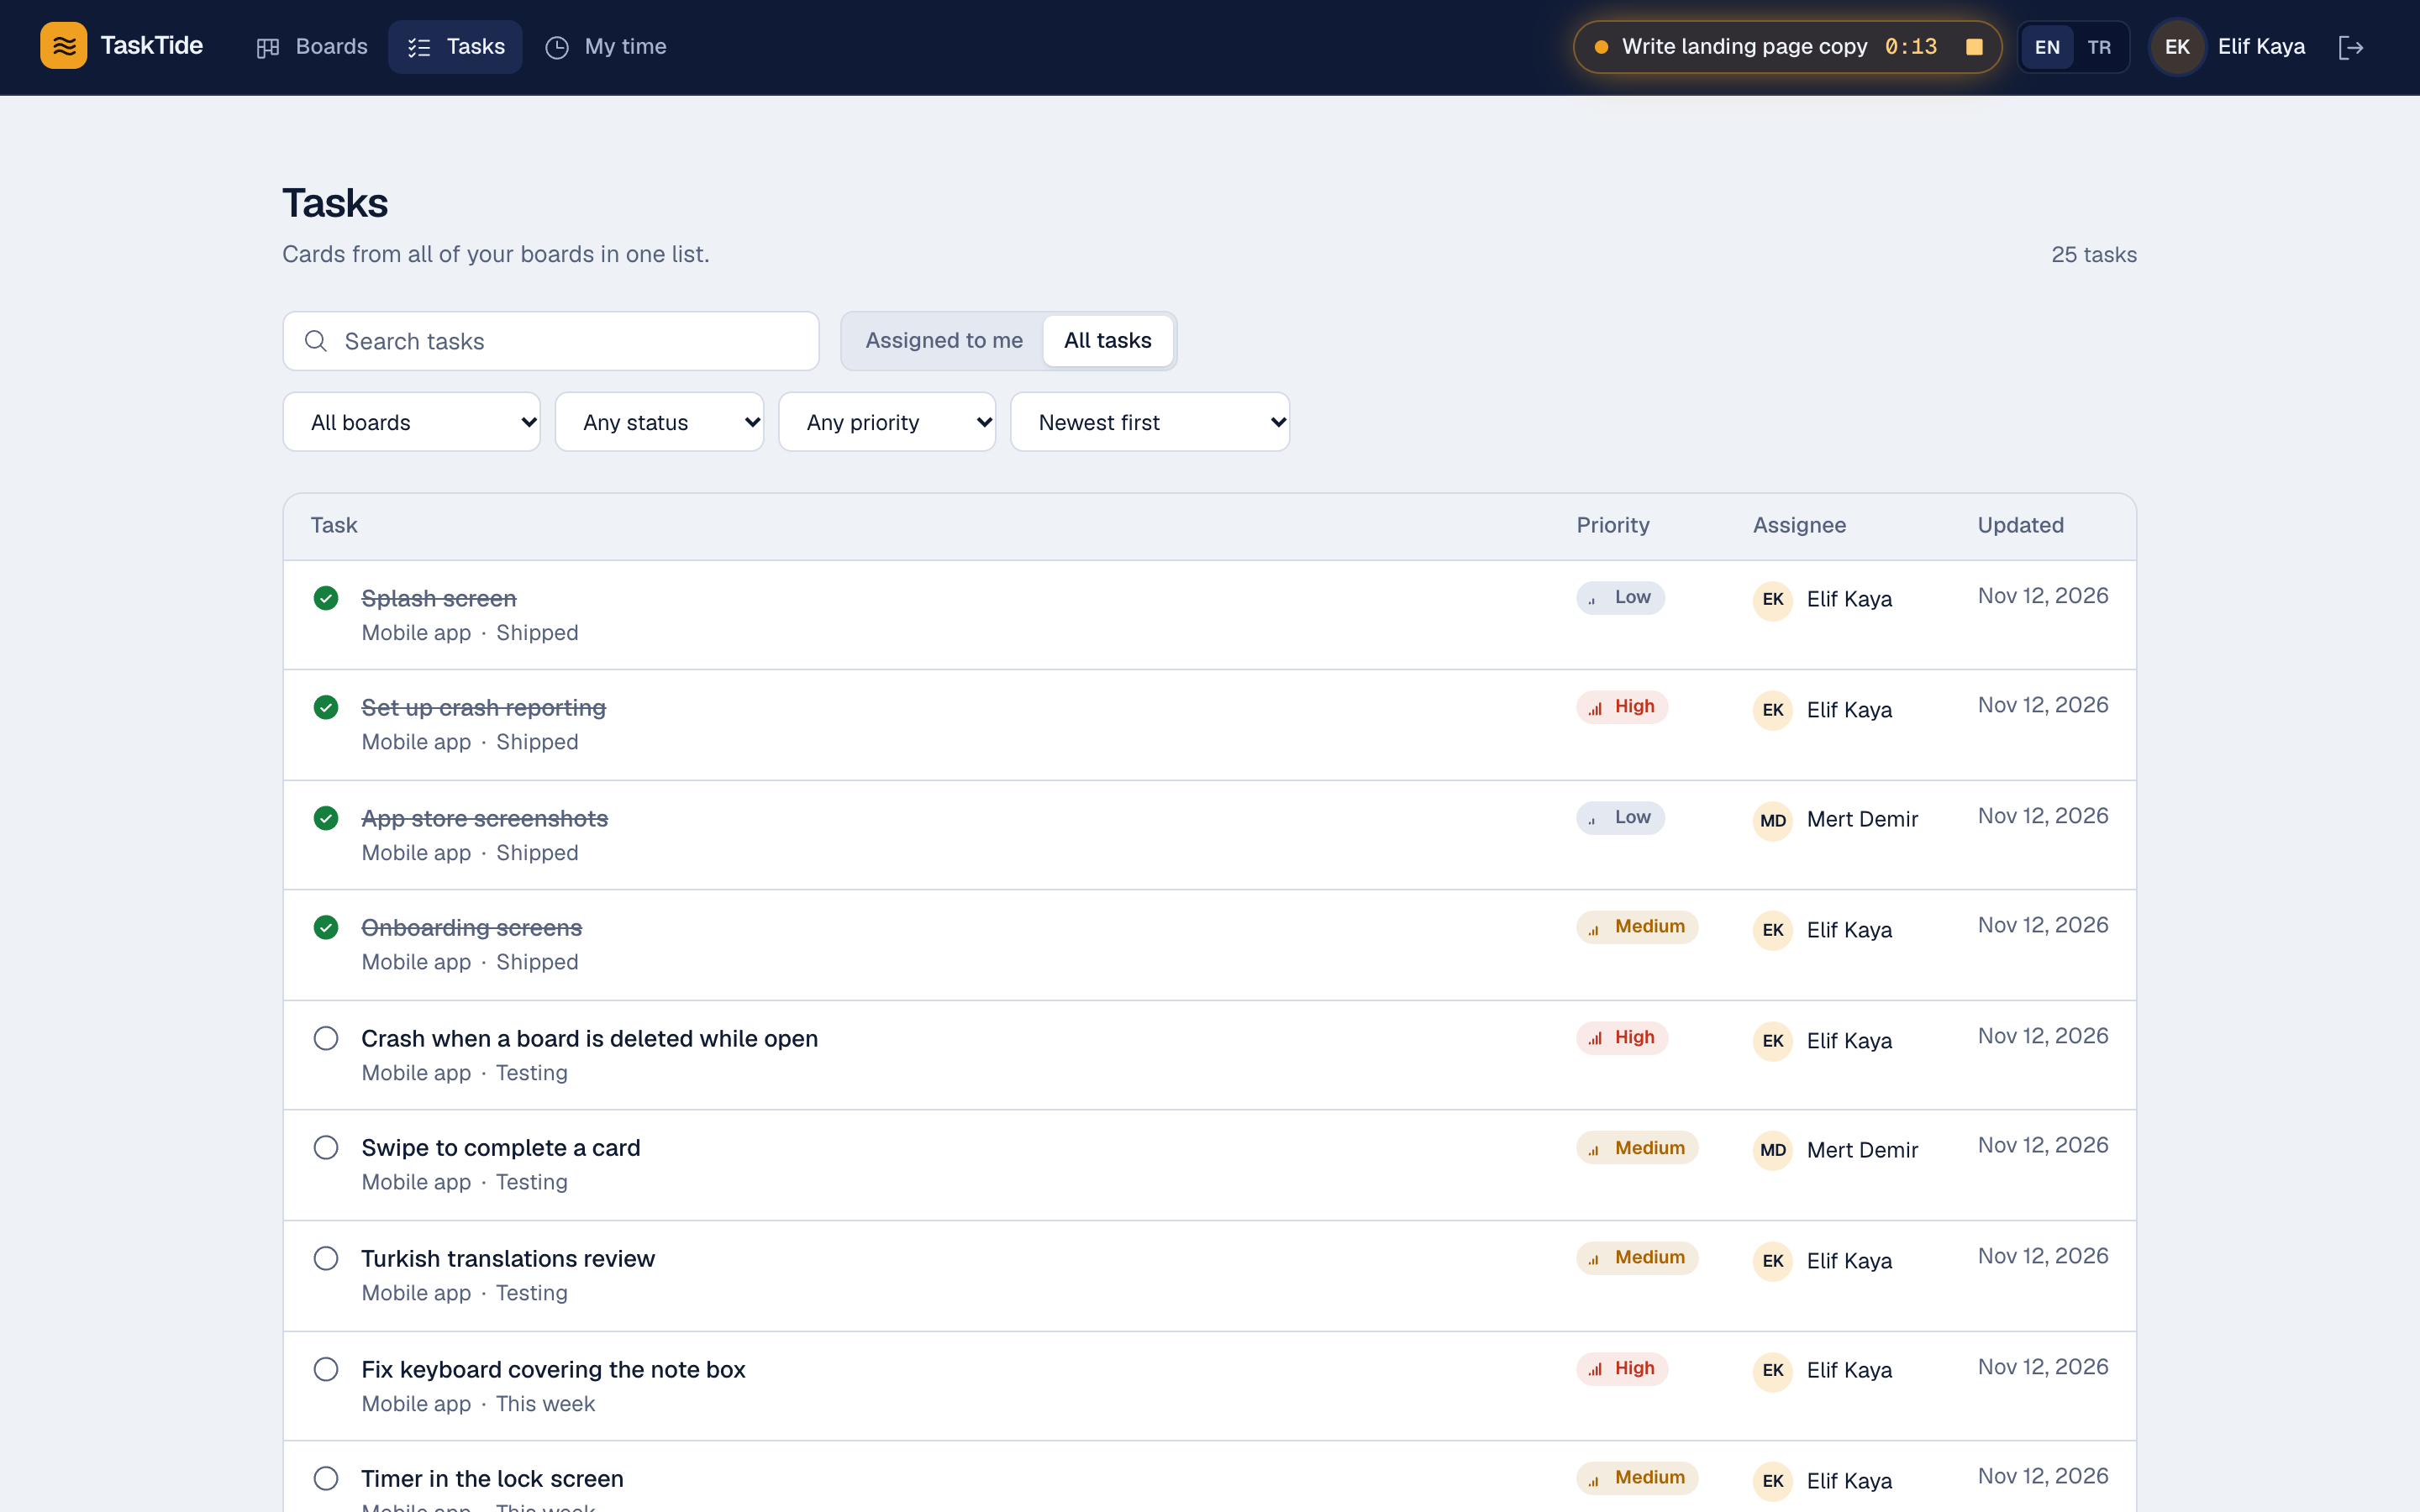 TaskTide Boards Tasks My time Write landing page copy 0:13 EN TR EK Elif Kaya
Tasks
Cards from all of your boards in one list. 25 tasks
Search tasks Assigned to me All tasks
All boards Any status Any priority Newest first
Task Priority Assignee Updated
Splash screen Low EK Elif Kaya Nov 12, 2026
Mobile app · Shipped
Set up crash reporting High EK Elif Kaya Nov 12, 2026
Mobile app · Shipped
App store screenshots Low MD Mert Demir Nov 12, 2026
Mobile app · Shipped
Onboarding screens Medium EK Elif Kaya Nov 12, 2026
Mobile app · Shipped
Crash when a board is deleted while open High EK Elif Kaya Nov 12, 2026
Mobile app · Testing
Swipe to complete a card Medium MD Mert Demir Nov 12, 2026
Mobile app · Testing
Turkish translations review Medium EK Elif Kaya Nov 12, 2026
Mobile app · Testing
Fix keyboard covering the note box High EK Elif Kaya Nov 12, 2026
Mobile app · This week
Timer in the lock screen Medium EK Elif Kaya Nov 12, 2026
Mobile app · This week